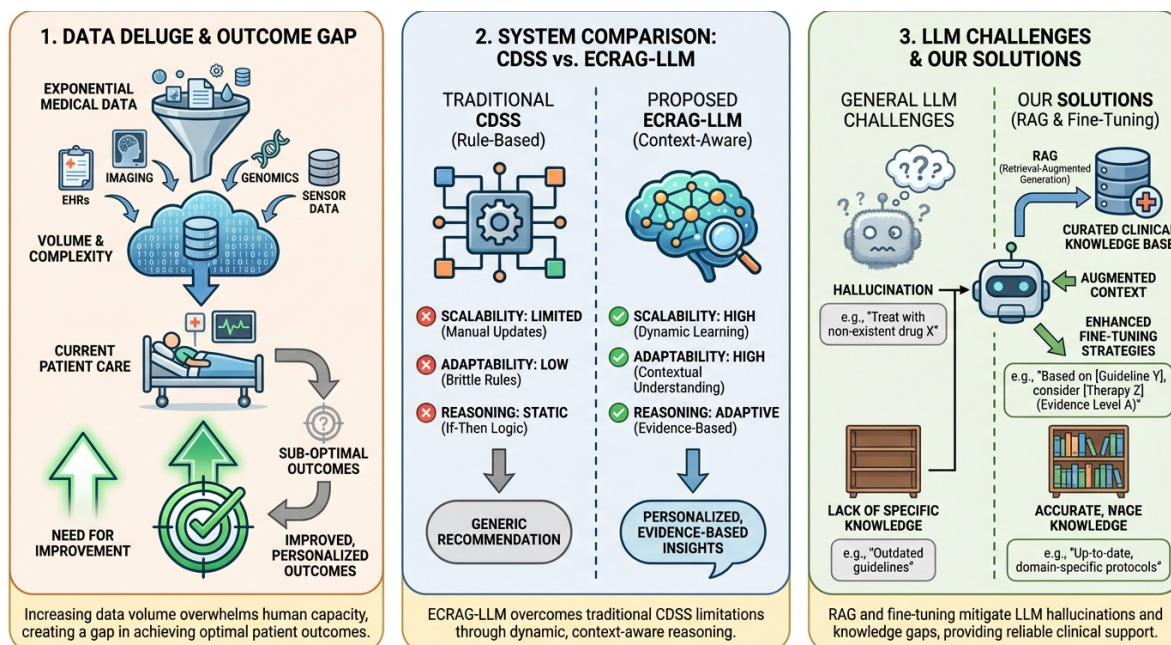 1. DATA DELUGE & OUTCOME GAP
EXPONENTIAL
MEDICAL DATA
EHRs
IMAGING
GENOMICS
SENSOR
DATA
VOLUME &
COMPLEXITY
CURRENT
PATIENT CARE
?
SUB-OPTIMAL
OUTCOMES
NEED FOR
IMPROVEMENT
IMPROVED,
PERSONALIZED
OUTCOMES
Increasing data volume overwhelms human capacity,
creating a gap in achieving optimal patient outcomes.
2. SYSTEM COMPARISON:
CDSS vs. ECRAG-LLM
TRADITIONAL
CDSS
(Rule-Based)
SCALABILITY: LIMITED
(Manual Updates)
ADAPTABILITY: LOW
(Brittle Rules)
REASONING: STATIC
(If-Then Logic)
GENERIC
RECOMMENDATION
PROPOSED
ECRAG-LLM
(Context-Aware)
SCALABILITY: HIGH
(Dynamic Learning)
ADAPTABILITY: HIGH
(Contextual
Understanding)
REASONING: ADAPTIVE
(Evidence-Based)
PERSONALIZED,
EVIDENCE-BASED
INSIGHTS
ECRAG-LLM overcomes traditional CDSS limitations
through dynamic, context-aware reasoning.
3. LLM CHALLENGES
& OUR SOLUTIONS
GENERAL LLM
CHALLENGES
???
? ? ? ?
HALLUCINATION
e.g., "Treat with
non-existent drug X"
LACK OF SPECIFIC
KNOWLEDGE
e.g., "Outdated
guidelines"
OUR SOLUTIONS
(RAG & Fine-Tuning)
RAG
(Retrieval-Augmented
Generation)
CURATED CLINICAL
KNOWLEDGE BASE
AUGMENTED
CONTEXT
ENHANCED
FINE-TUNING
STRATEGIES
e.g., "Based on [Guideline Y],
consider [Therapy Z]
(Evidence Level A)"
ACCURATE, NAGE
KNOWLEDGE
e.g., "Up-to-date,
domain-specific protocols"
RAG and fine-tuning mitigate LLM hallucinations and
knowledge gaps, providing reliable clinical support.